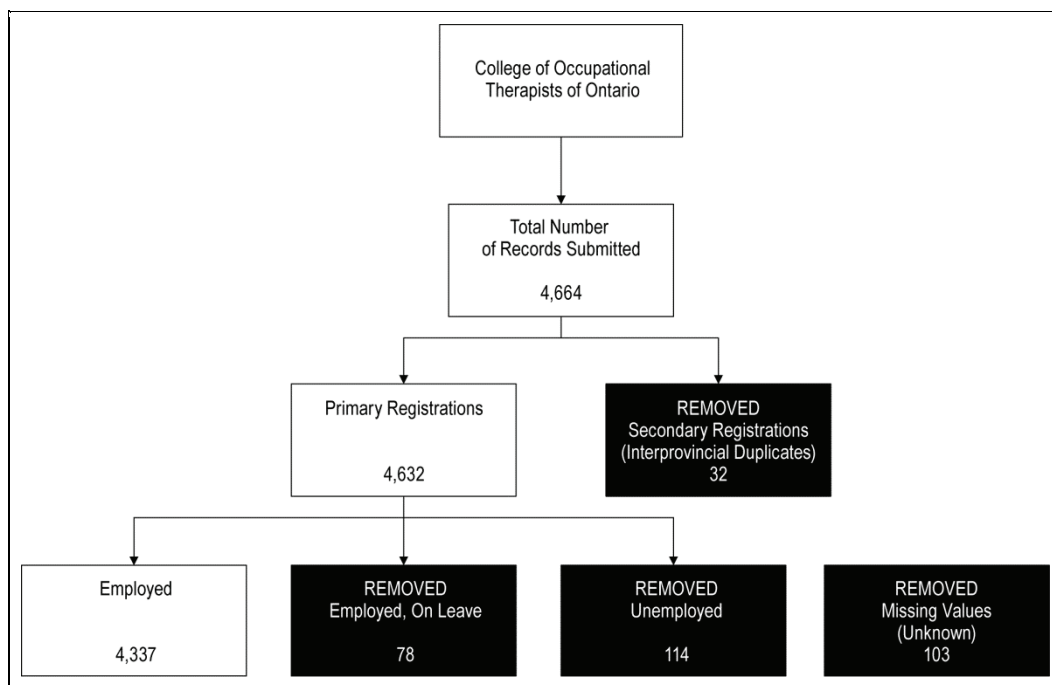 College of Occupational
Therapists of Ontario
Total Number
of Records Submitted
4,664
Primary Registrations
4,632
REMOVED
Secondary Registrations
(Interprovincial Duplicates)
32
Employed
4,337
REMOVED
Employed, On Leave
78
REMOVED
Unemployed
114
REMOVED
Missing Values
(Unknown)
103